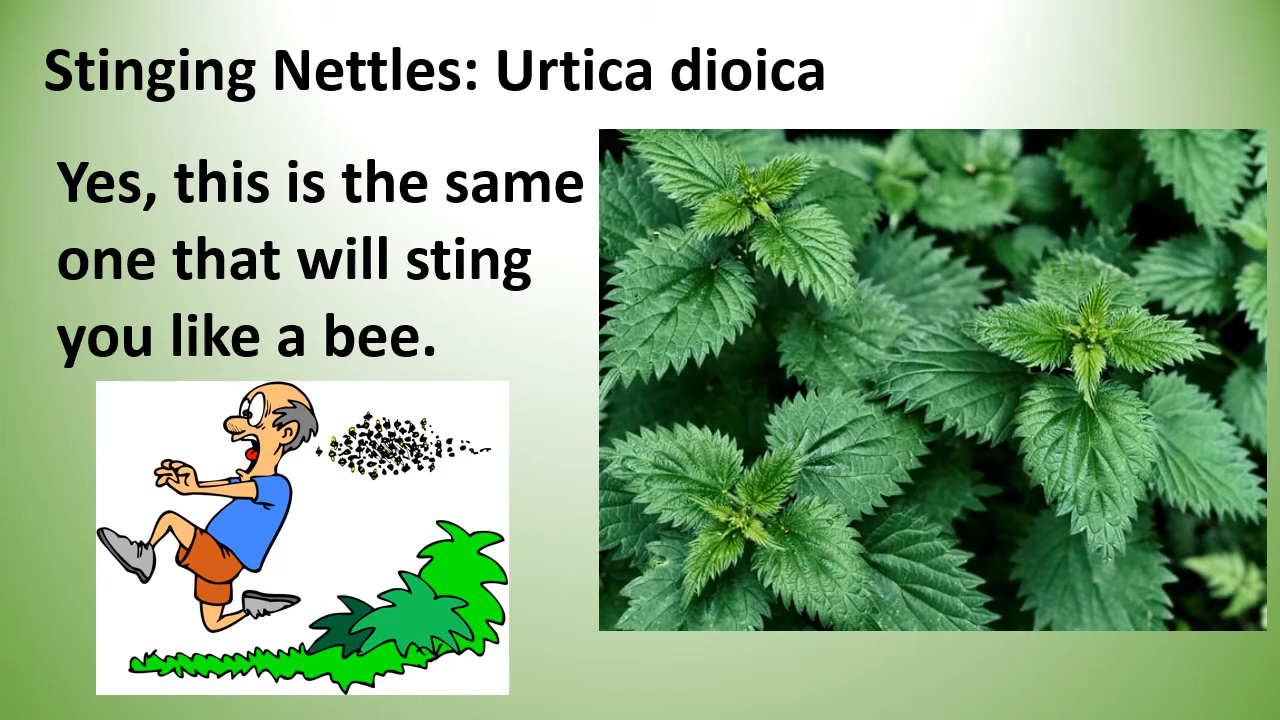 Stinging Nettles: Urtica dioica
Yes, this is the same
one that will sting
you like a bee.